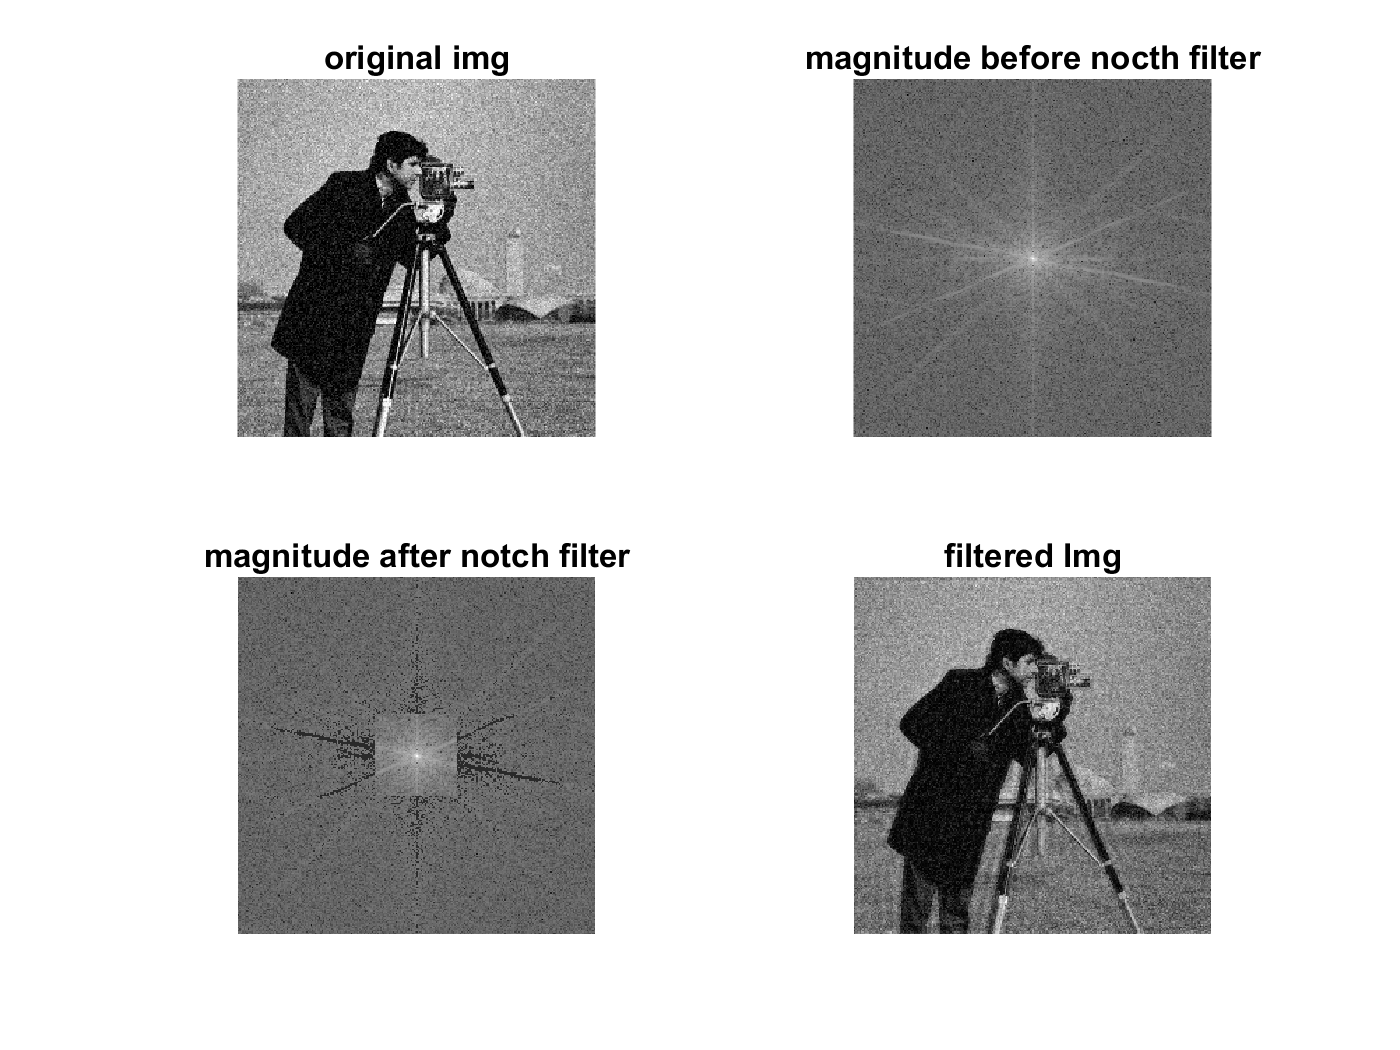 original img
magnitude before nocth filter
magnitude after notch filter
filtered Img